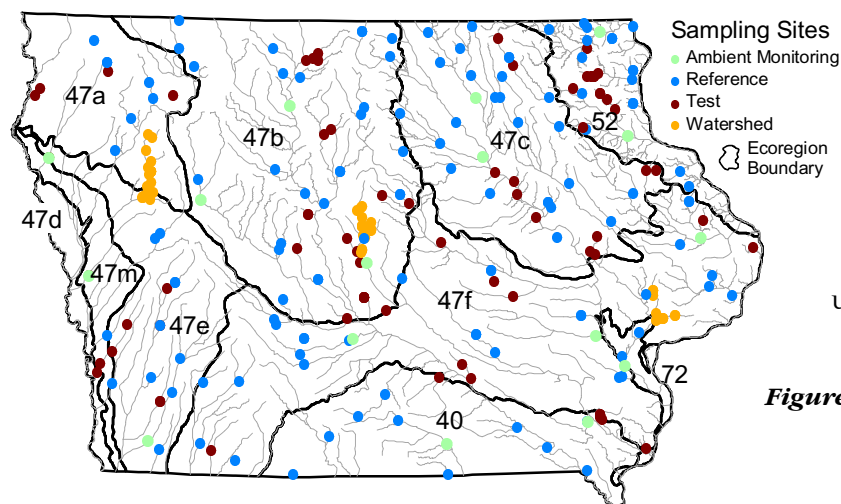 Sampling Sites
Ambient Monitoring
Reference
Test
Watershed
Ecoregion
Boundary
47a
47b
47c
52
47d
47m
47e
47f
40
72
Figure